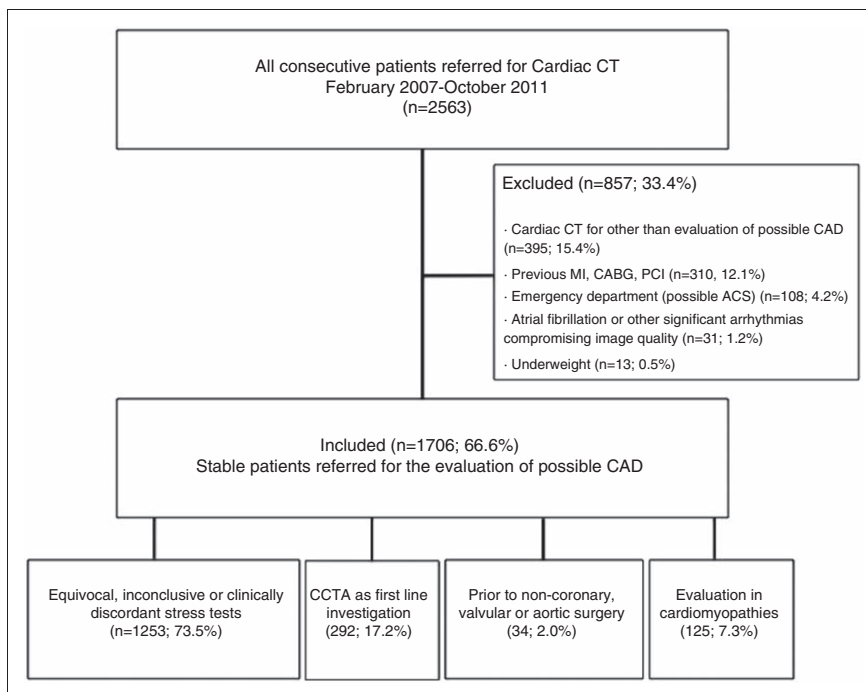 All consecutive patients referred for Cardiac CT
February 2007-October 2011
(n=2563)
Excluded (n=857; 33.4%)
· Cardiac CT for other than evaluation of possible CAD
(n=395; 15.4%)
· Previous MI, CABG, PCI (n=310, 12.1%)
· Emergency department (possible ACS) (n=108; 4.2%)
· Atrial fibrillation or other significant arrhythmias
compromising image quality (n=31; 1.2%)
· Underweight (n=13; 0.5%)
Included (n=1706; 66.6%)
Stable patients referred for the evaluation of possible CAD
Equivocal, inconclusive or clinically
discordant stress tests
(n=1253; 73.5%)
CCTA as first line
investigation
(292; 17.2%)
Prior to non-coronary,
valvular or aortic surgery
(34; 2.0%)
Evaluation in
cardiomyopathies
(125; 7.3%)